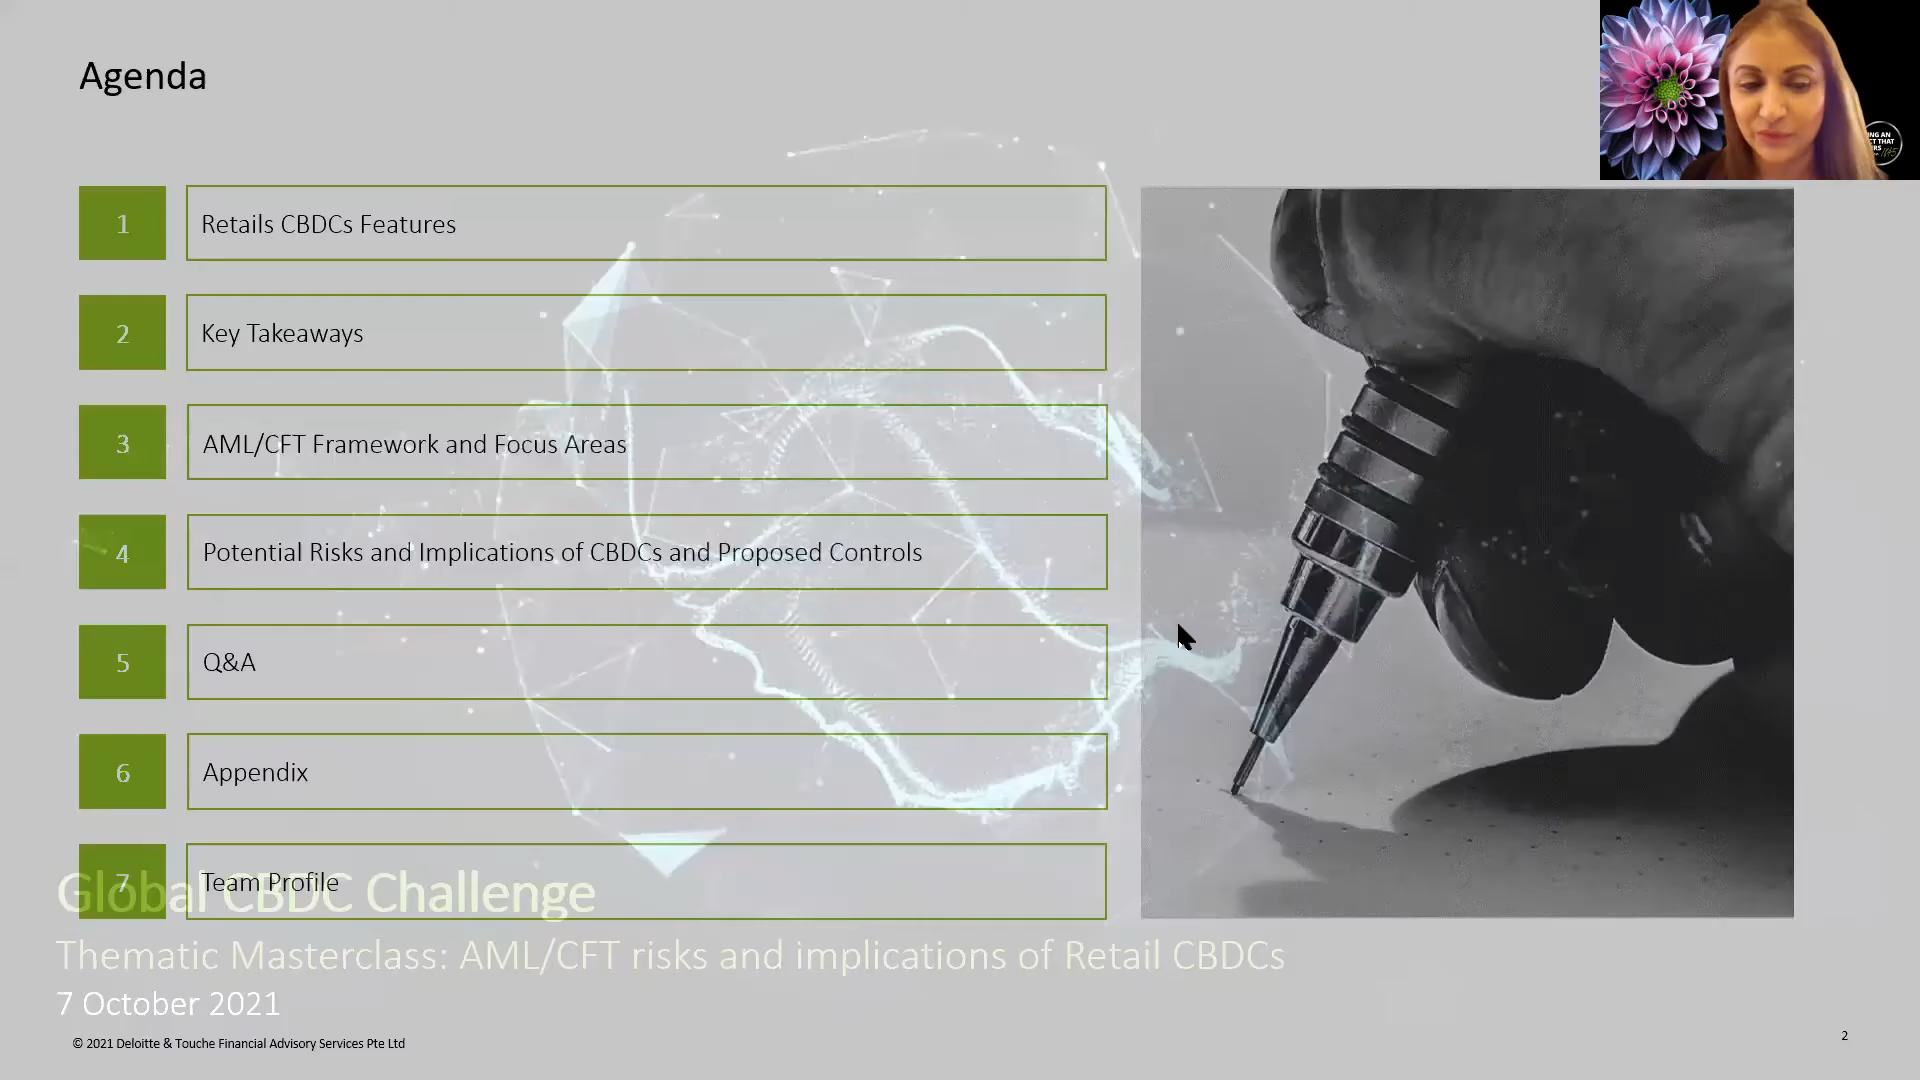 Agenda
1 Retails CBDCs Features
2 Key Takeaways
3 AML/CFT Framework and Focus Areas
4 Potential Risks and Implications of CBDCs and Proposed Controls
5 Q&A
6 Appendix
7 Team Profile
Global CBDC Challenge
Thematic Masterclass: AML/CFT risks and implications of Retail CBDCs
7 October 2021
© 2021 Deloitte & Touche Financial Advisory Services Pte Ltd
2